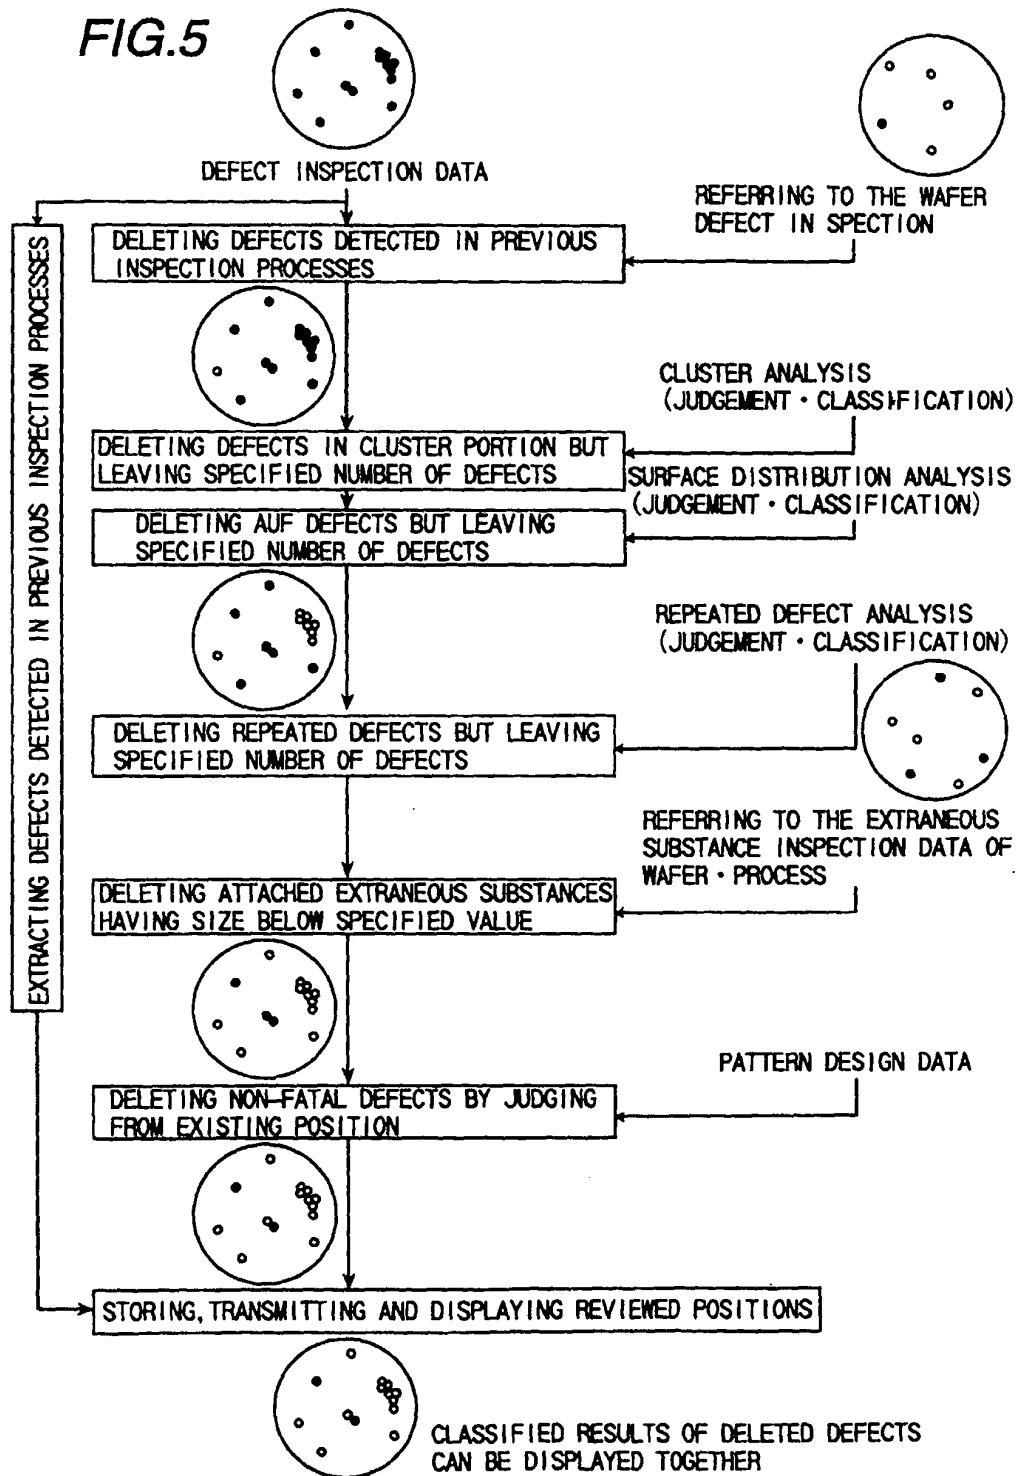 FIG.5
DEFECT INSPECTION DATA
REFERRING TO THE WAFER
DEFECT IN SPECTION
EXTRACTING DEFECTS DETECTED IN PREVIOUS INSPECTION PROCESSES
DELETING DEFECTS DETECTED IN PREVIOUS
INSPECTION PROCESSES
CLUSTER ANALYSIS
(JUDGEMENT・CLASSIFICATION)
DELETING DEFECTS IN CLUSTER PORTION BUT
LEAVING SPECIFIED NUMBER OF DEFECTS
SURFACE DISTRIBUTION ANALYSIS
(JUDGEMENT・CLASSIFICATION)
DELETING AUF DEFECTS BUT LEAVING
SPECIFIED NUMBER OF DEFECTS
REPEATED DEFECT ANALYSIS
(JUDGEMENT・CLASSIFICATION)
DELETING REPEATED DEFECTS BUT LEAVING
SPECIFIED NUMBER OF DEFECTS
REFERRING TO THE EXTRANEOUS
SUBSTANCE INSPECTION DATA OF
WAFER・PROCESS
DELETING ATTACHED EXTRANEOUS SUBSTANCES
HAVING SIZE BELOW SPECIFIED VALUE
PATTERN DESIGN DATA
DELETING NON-FATAL DEFECTS BY JUDGING
FROM EXISTING POSITION
STORING, TRANSMITTING AND DISPLAYING REVIEWED POSITIONS
CLASSIFIED RESULTS OF DELETED DEFECTS
CAN BE DISPLAYED TOGETHER